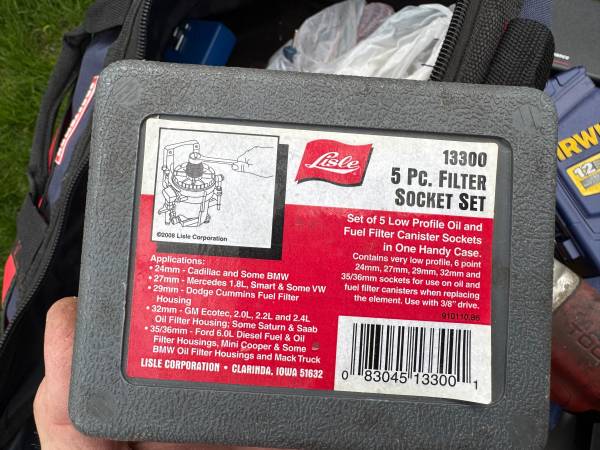 Lisle
13300
5 Pc. Filter
Socket Set
©2008 Lisle Corporation
Set of 5 Low Profile Oil and
Fuel Filter Canister Sockets
in One Handy Case.
Contains very low profile, 6 point
24mm, 27mm, 29mm, 32mm and
35/36mm sockets for use on oil and
fuel filter canisters when replacing
the element. Use with 3/8" drive.
910110.86
Applications:
• 24mm - Cadillac and Some BMW
• 27mm - Mercedes 1.8L, Smart & Some VW
• 29mm - Dodge Cummins Fuel Filter
Housing
• 32mm - GM Ecotec, 2.0L, 2.2L and 2.4L
Oil Filter Housing; Some Saturn & Saab
• 35/36mm - Ford 6.0L Diesel Fuel & Oil
Filter Housings, Mini Cooper & Some
BMW Oil Filter Housings and Mack Truck
LISLE CORPORATION • CLARINDA, IOWA 51632
0 83045 13300 1
RWIN
12